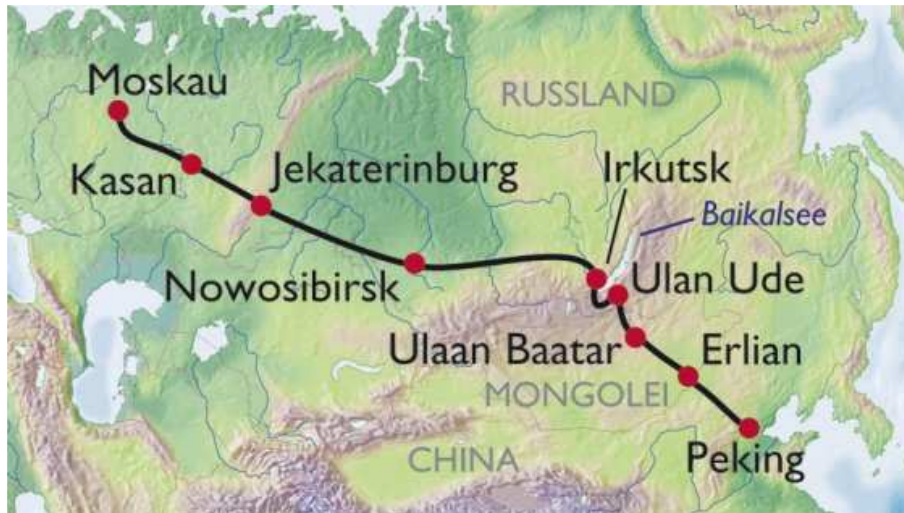 Moskau
RUSSLAND
Kasan
Jekaterinburg
Irkutsk
Baikalsee
Nowosibirsk
Ulan Ude
Ulaan Baatar
Erlian
MONGOLEI
CHINA
Peking